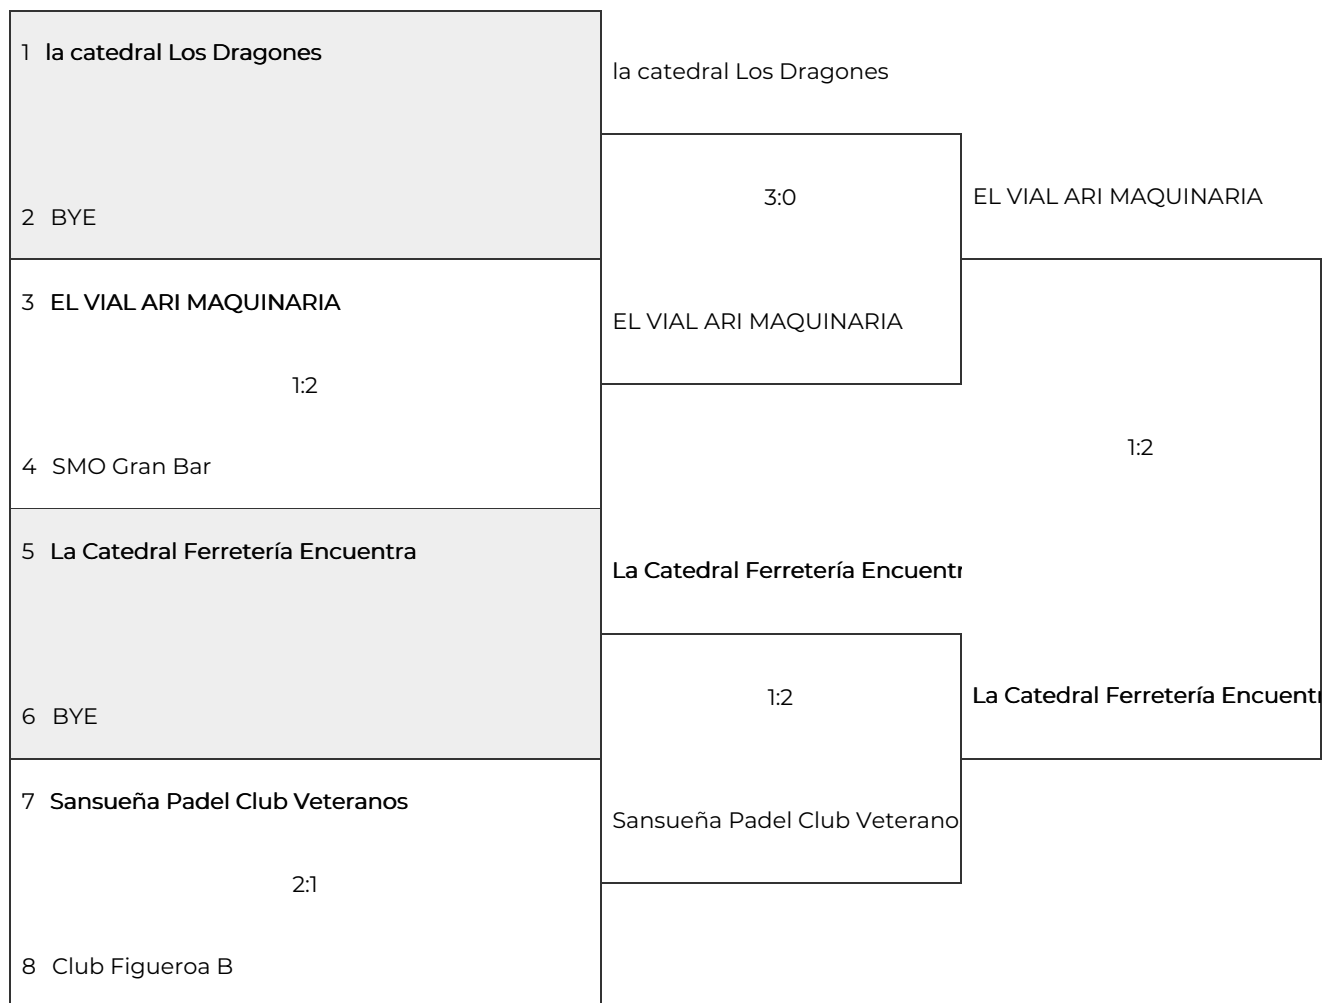 1 la catedral Los Dragones
2 BYE
3 EL VIAL ARI MAQUINARIA
1:2
4 SMO Gran Bar
5 La Catedral Ferretería Encuentra
6 BYE
7 Sansueña Padel Club Veteranos
2:1
8 Club Figueroa B
la catedral Los Dragones
3:0
EL VIAL ARI MAQUINARIA
La Catedral Ferretería Encuentr
1:2
Sansueña Padel Club Veterano
EL VIAL ARI MAQUINARIA
1:2
La Catedral Ferretería Encuentr